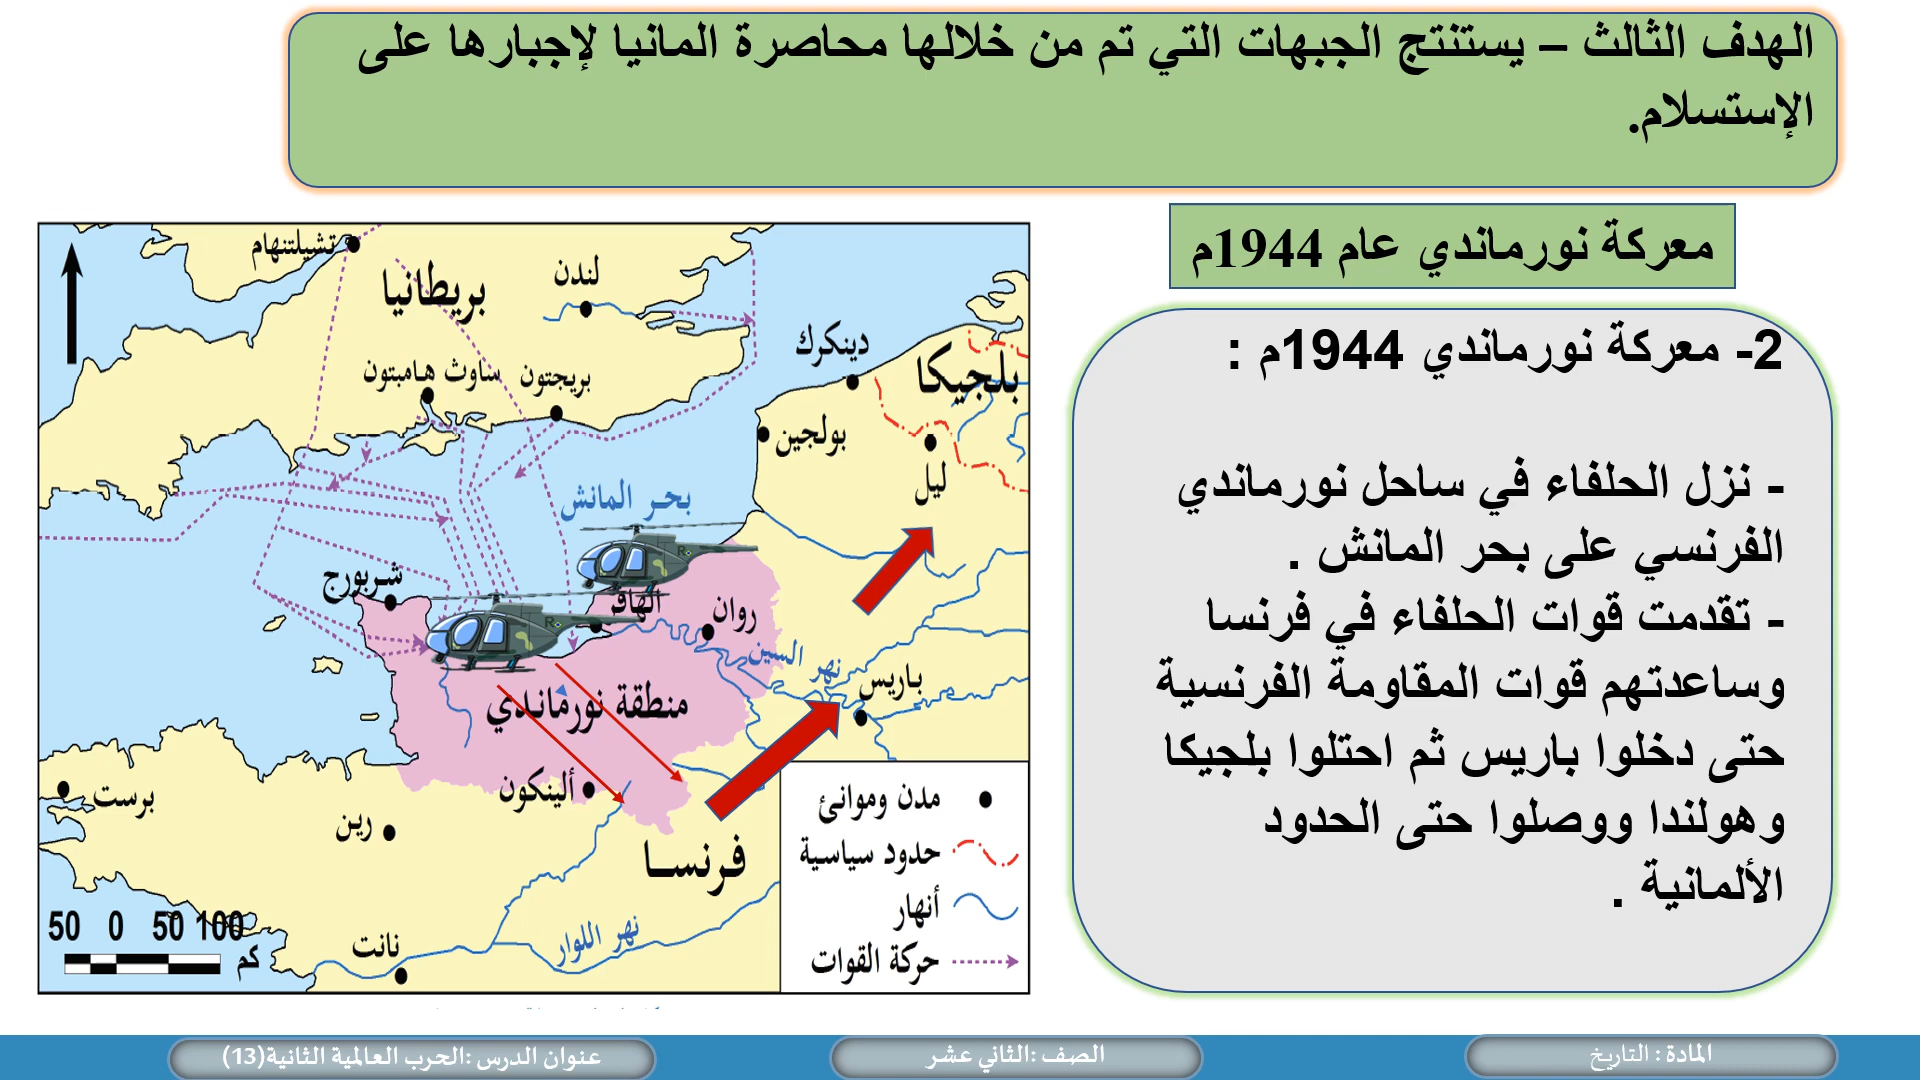 الهدف الثالث – يستنتج الجبهات التي تم من خلالها محاصرة المانيا لإجبارها على
الإستسلام.
معركة نورماندي عام 1944م
2- معركة نورماندي 1944م :
- نزل الحلفاء في ساحل نورماندي
الفرنسي على بحر المانش .
- تقدمت قوات الحلفاء في فرنسا
وساعدتهم قوات المقاومة الفرنسية
حتى دخلوا باريس ثم احتلوا بلجيكا
وهولندا ووصلوا حتى الحدود
الألمانية .
تشيلتنهام
لندن
بريطانيا
دينكرك
بلجيكا
ساوث هامبتون
بريجتون
بولجين
ليل
بحر المانش
شربورج
الهافر
روان
نهر السين
باريس
منطقة نورماندي
ألينكون
برست
رين
فرنسا
نهر اللوار
نانت
50 0 50 100
كم
مدن وموانئ
حدود سياسية
أنهار
حركة القوات
R
R
المادة : التاريخ
الصف :الثاني عشر
عنوان الدرس :الحرب العالمية الثانية(13)